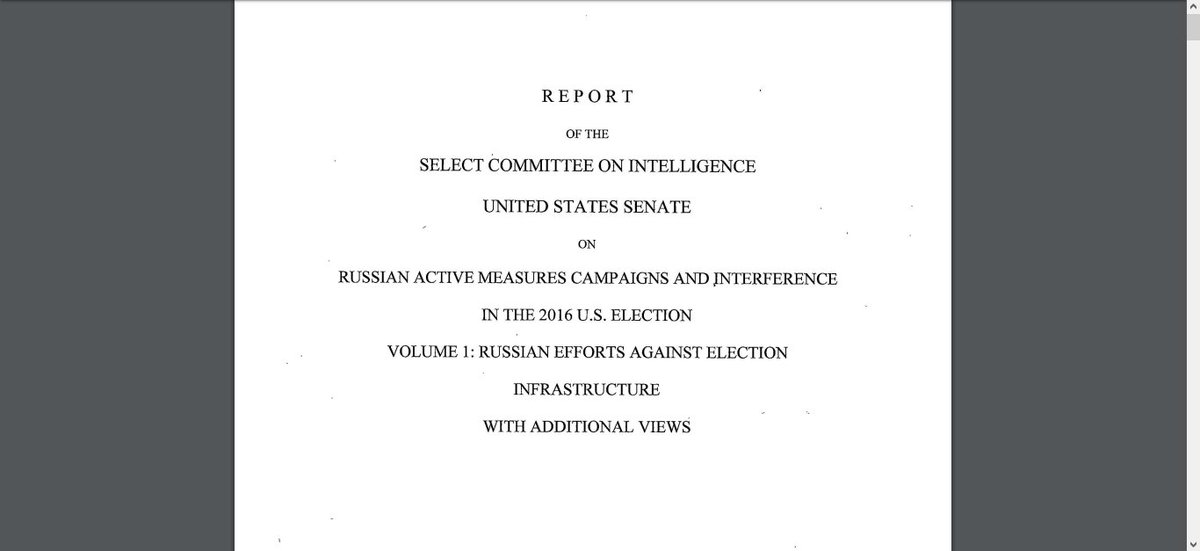 REPORT
OF THE
SELECT COMMITTEE ON INTELLIGENCE
UNITED STATES SENATE
ON
RUSSIAN ACTIVE MEASURES CAMPAIGNS AND INTERFERENCE
IN THE 2016 U.S. ELECTION
VOLUME 1: RUSSIAN EFFORTS AGAINST ELECTION
INFRASTRUCTURE
WITH ADDITIONAL VIEWS